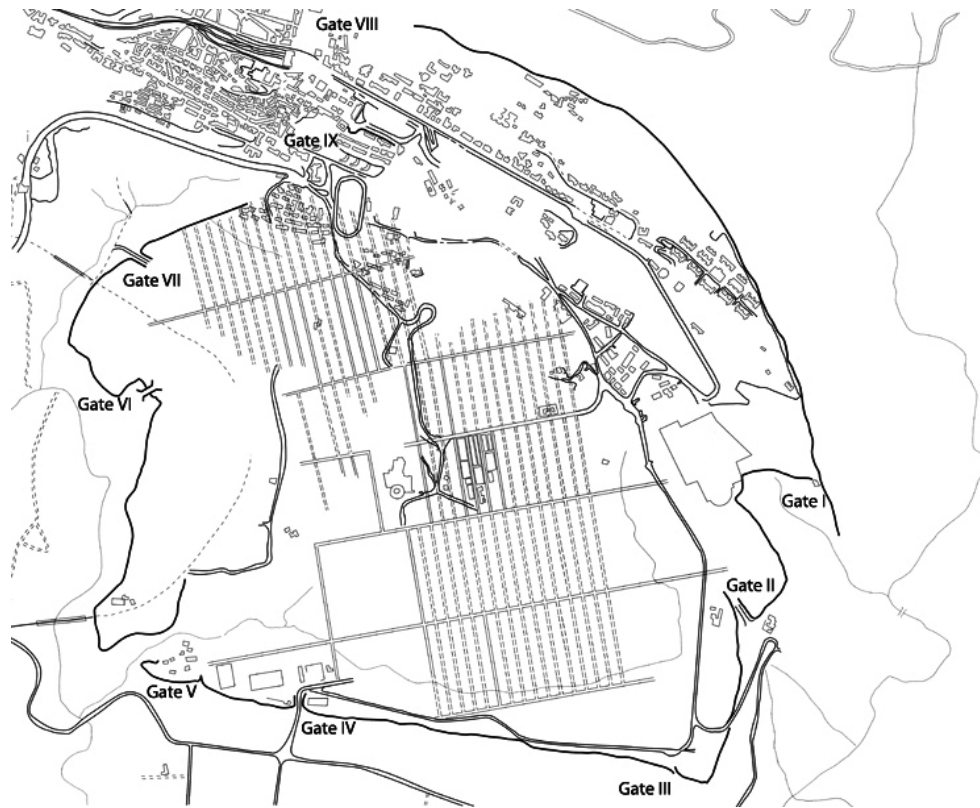 Gate VIII
Gate IX
Gate VII
Gate VI
Gate I
Gate II
Gate V
Gate IV
Gate III